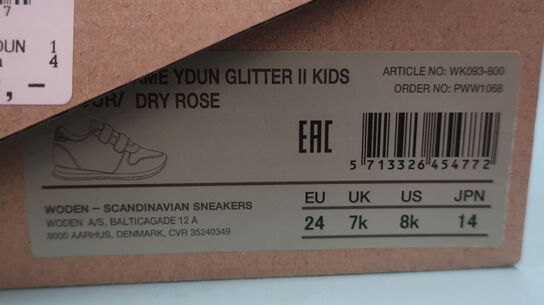 7
DUN 1
4
, –
AME YDUN GLITTER II KIDS
OUR/ DRY ROSE
ARTICLE NO: WK093-800
ORDER NO: PWW1068
EAC
5 713326 454772
EU UK US JPN
24 7k 8k 14
WODEN – SCANDINAVIAN SNEAKERS
WODEN A/S, BALTICAGADE 12 A
8000 AARHUS, DENMARK, CVR 35240349